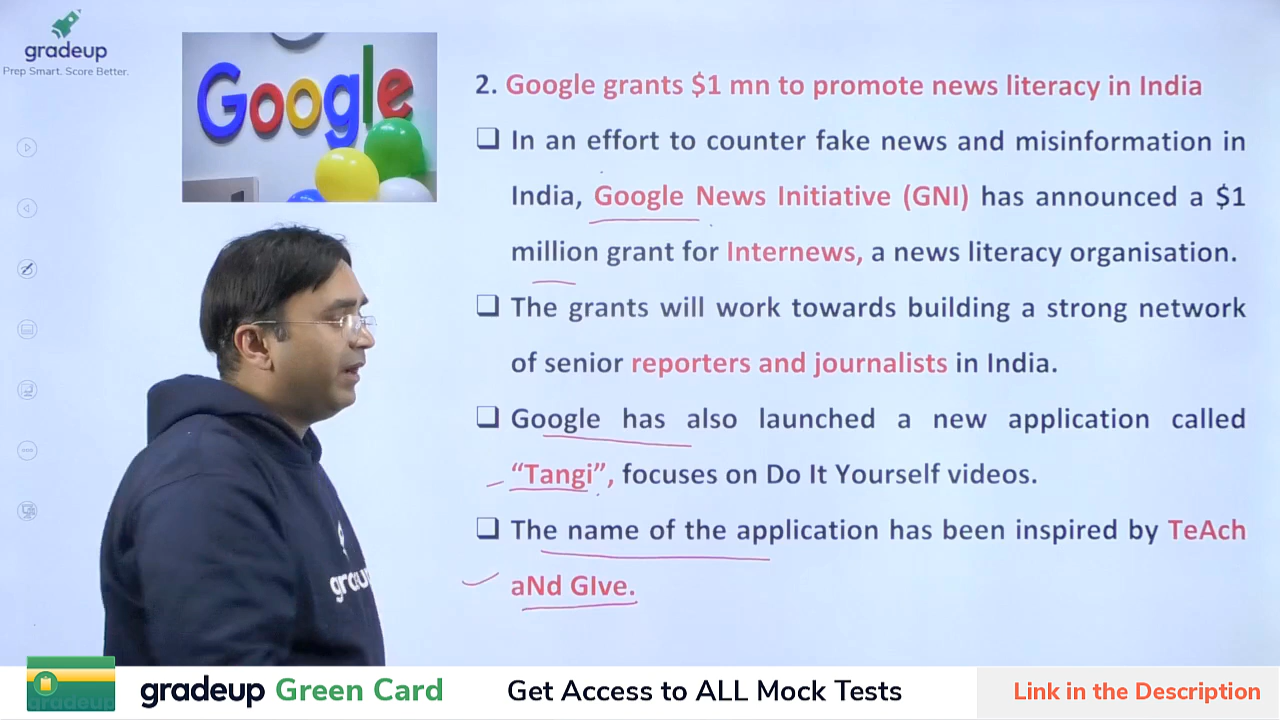 gradeup
Prep Smart. Score Better.
Google
2. Google grants $1 mn to promote news literacy in India
❑ In an effort to counter fake news and misinformation in
India, Google News Initiative (GNI) has announced a $1
million grant for Internews, a news literacy organisation.
❑ The grants will work towards building a strong network
of senior reporters and journalists in India.
❑ Google has also launched a new application called
“Tangi”, focuses on Do It Yourself videos.
❑ The name of the application has been inspired by TeAch
aNd GIve.
gradeup
gradeup
gradeup Green Card
Get Access to ALL Mock Tests
Link in the Description